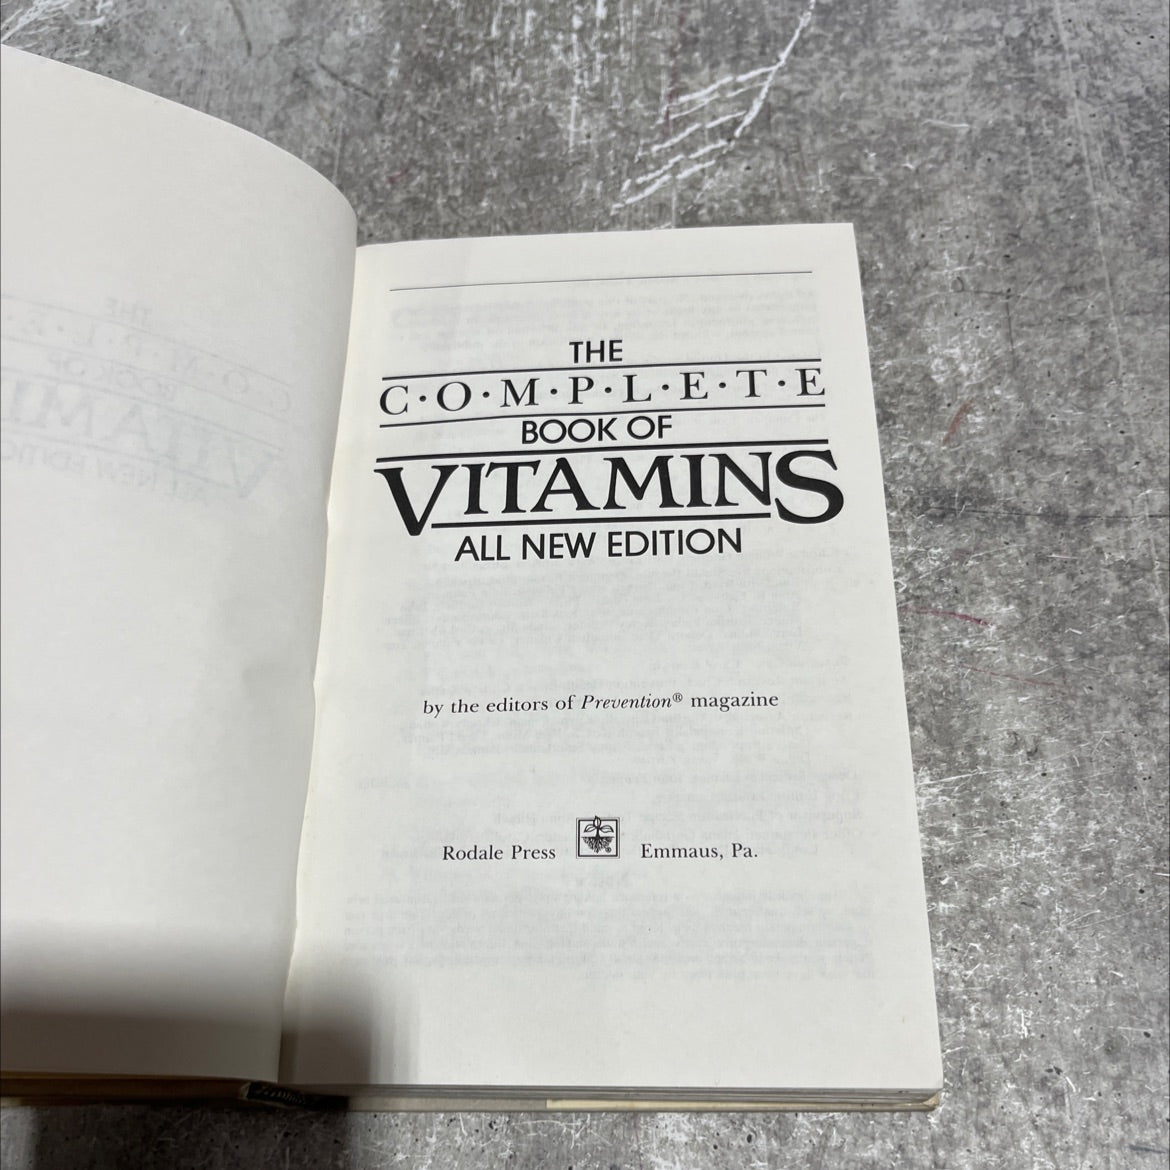 THE
C·O·M·P·L·E·T·E
BOOK OF
VITAMINS
ALL NEW EDITION
by the editors of Prevention® magazine
Rodale Press Emmaus, Pa.